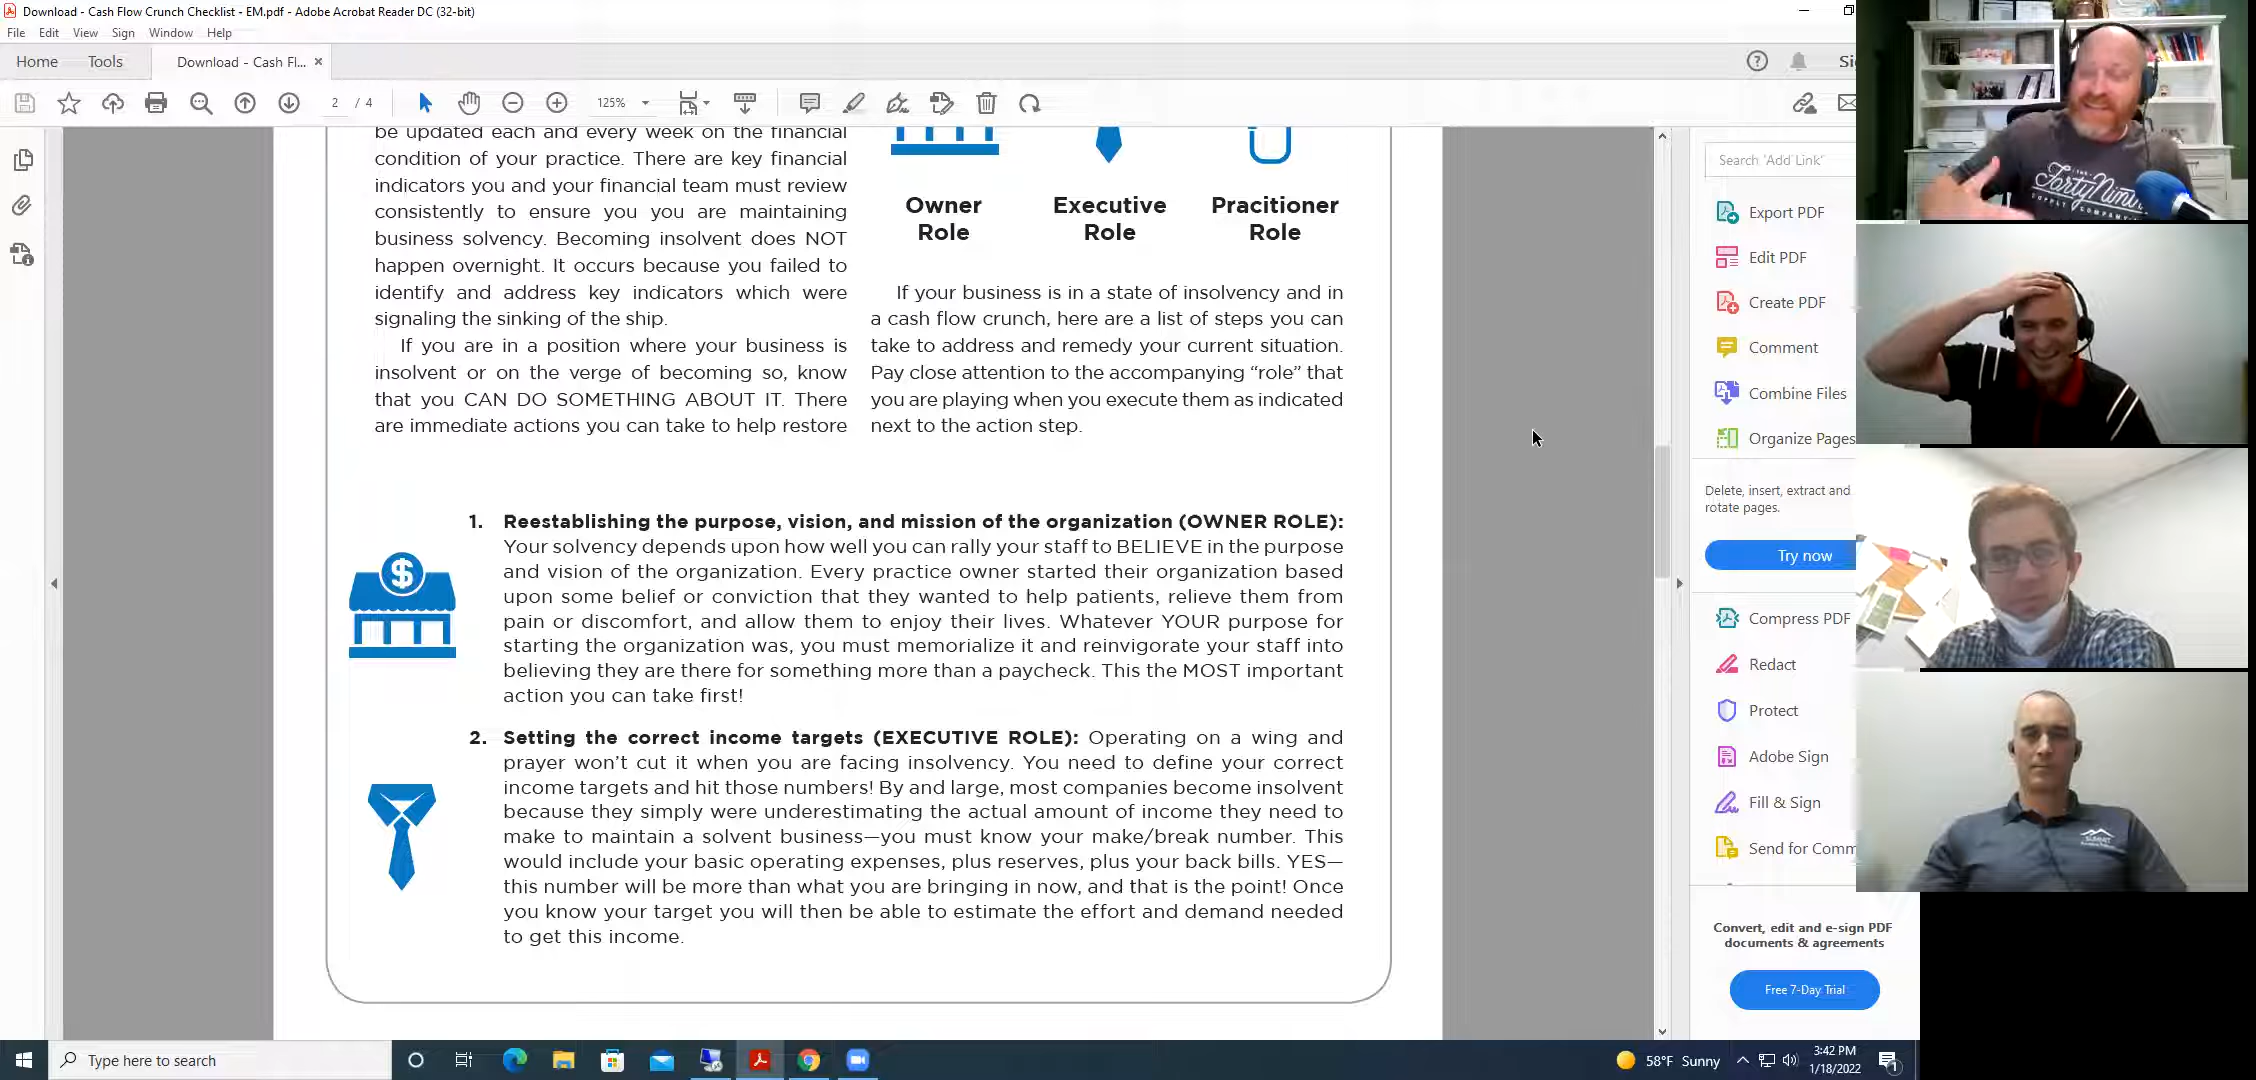 Download - Cash Flow Crunch Checklist - EM.pdf - Adobe Acrobat Reader DC (32-bit)
File Edit View Sign Window Help
Home Tools Download - Cash Fl...
2 / 4 125%
be updated each and every week on the financial
condition of your practice. There are key financial
indicators you and your financial team must review
consistently to ensure you you are maintaining
business solvency. Becoming insolvent does NOT
happen overnight. It occurs because you failed to
identify and address key indicators which were
signaling the sinking of the ship.
If you are in a position where your business is
insolvent or on the verge of becoming so, know
that you CAN DO SOMETHING ABOUT IT. There
are immediate actions you can take to help restore
Owner Role
Executive Role
Pracitioner Role
If your business is in a state of insolvency and in
a cash flow crunch, here are a list of steps you can
take to address and remedy your current situation.
Pay close attention to the accompanying “role” that
you are playing when you execute them as indicated
next to the action step.
1. Reestablishing the purpose, vision, and mission of the organization (OWNER ROLE):
Your solvency depends upon how well you can rally your staff to BELIEVE in the purpose
and vision of the organization. Every practice owner started their organization based
upon some belief or conviction that they wanted to help patients, relieve them from
pain or discomfort, and allow them to enjoy their lives. Whatever YOUR purpose for
starting the organization was, you must memorialize it and reinvigorate your staff into
believing they are there for something more than a paycheck. This the MOST important
action you can take first!
$
2. Setting the correct income targets (EXECUTIVE ROLE): Operating on a wing and
prayer won’t cut it when you are facing insolvency. You need to define your correct
income targets and hit those numbers! By and large, most companies become insolvent
because they simply were underestimating the actual amount of income they need to
make to maintain a solvent business—you must know your make/break number. This
would include your basic operating expenses, plus reserves, plus your back bills. YES—
this number will be more than what you are bringing in now, and that is the point! Once
you know your target you will then be able to estimate the effort and demand needed
to get this income.
Search 'Add Link'
Export PDF
Edit PDF
Create PDF
Comment
Combine Files
Organize Pages
Delete, insert, extract and
rotate pages.
Try now
Compress PDF
Redact
Protect
Adobe Sign
Fill & Sign
Send for Comm
Convert, edit and e-sign PDF
documents & agreements
Free 7-Day Trial
THE
Forty Nine
SUPPLY COMPANY
SUMMIT
Type here to search
58°F Sunny
3:42 PM
1/18/2022
1